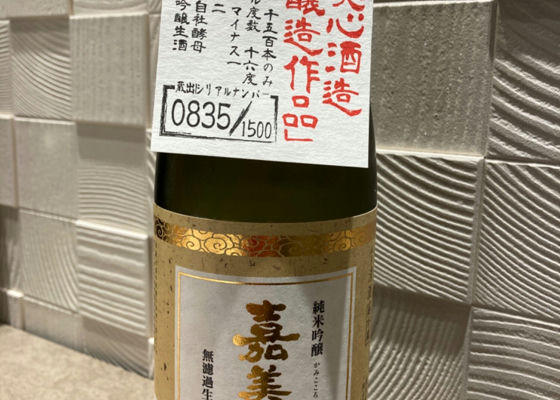 心酒造
醸造作品」
千五百本のみ
ル度数 十六度
マイナス一
二
自社酵母
吟醸生酒
蔵出シリアルナンバー
0835/1500
純米吟醸
かみこころ
嘉美
無濾過生